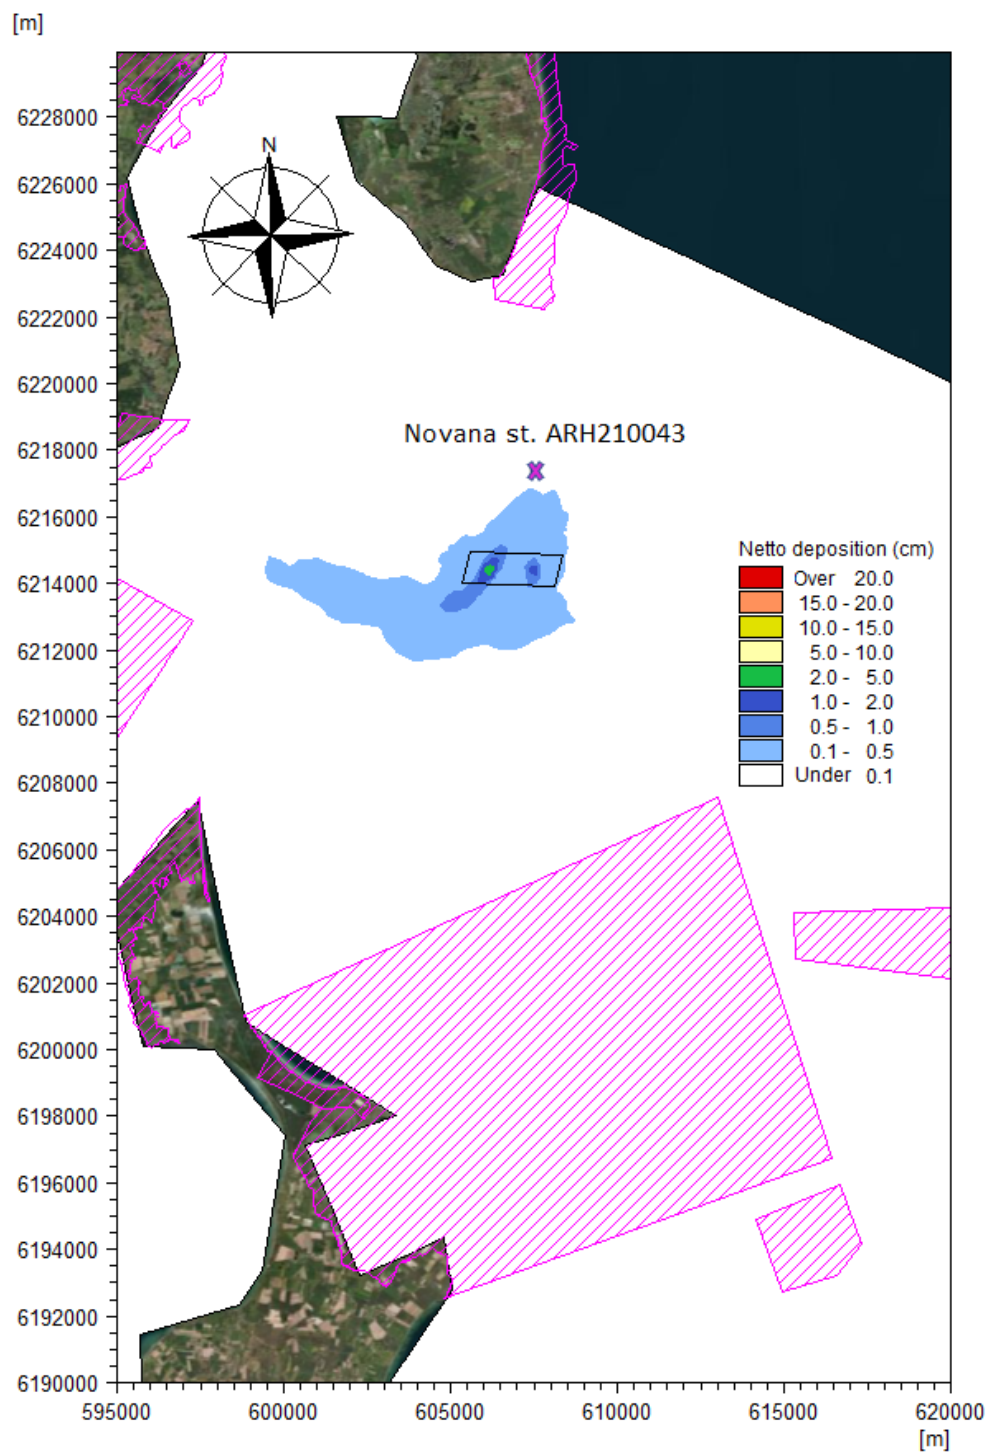 [m]
6228000
6226000
6224000
6222000
6220000
6218000
6216000
6214000
6212000
6210000
6208000
6206000
6204000
6202000
6200000
6198000
6196000
6194000
6192000
6190000
N
Novana st. ARH210043
Netto deposition (cm)
Over 20.0
15.0 - 20.0
10.0 - 15.0
5.0 - 10.0
2.0 - 5.0
1.0 - 2.0
0.5 - 1.0
0.1 - 0.5
Under 0.1
595000 600000 605000 610000 615000 620000
[m]